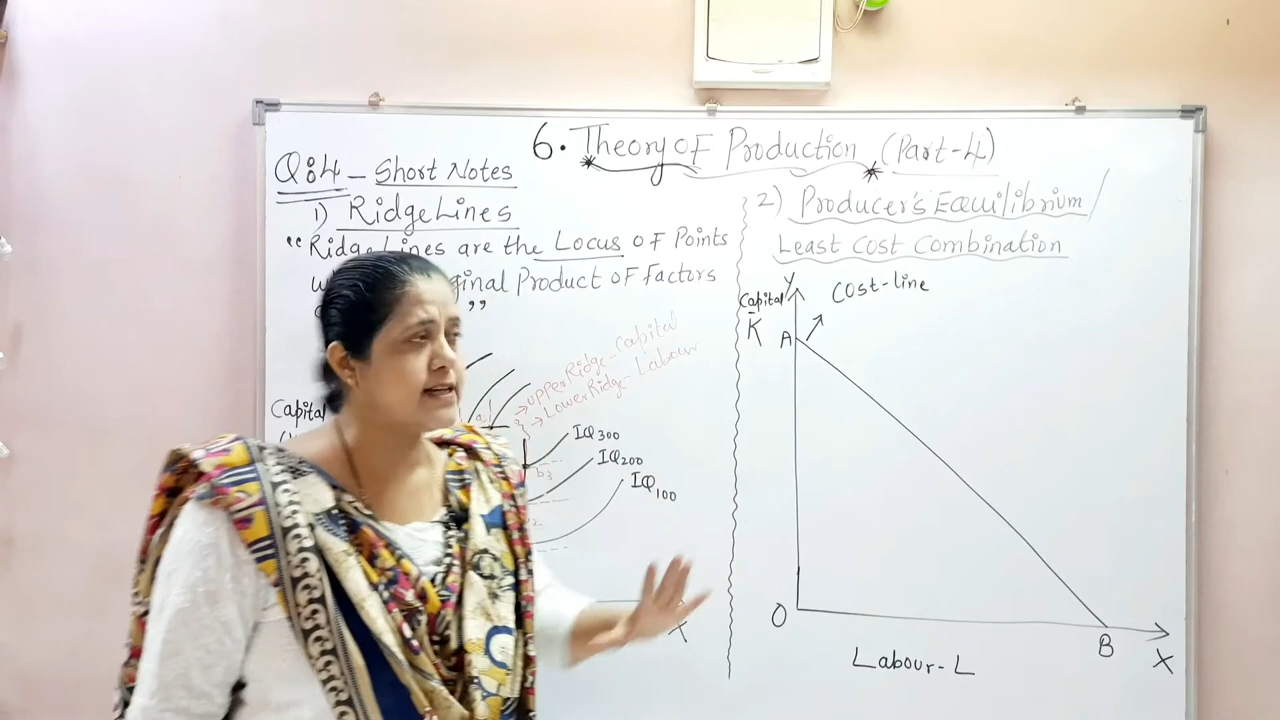 6. Theory of Production (Part-4)
Q:4 - Short Notes
1) Ridge Lines
"Ridge Lines are the Locus of Points
Product of factors
"
Capital
upper Ridge - Capital
Lower Ridge - Labour
a1
IQ300
b3
IQ200
IQ100
X
2) Producer's Equilibrium/
Least Cost Combination
Y
Cost-line
Capital
K
A
O
B
X
Labour-L